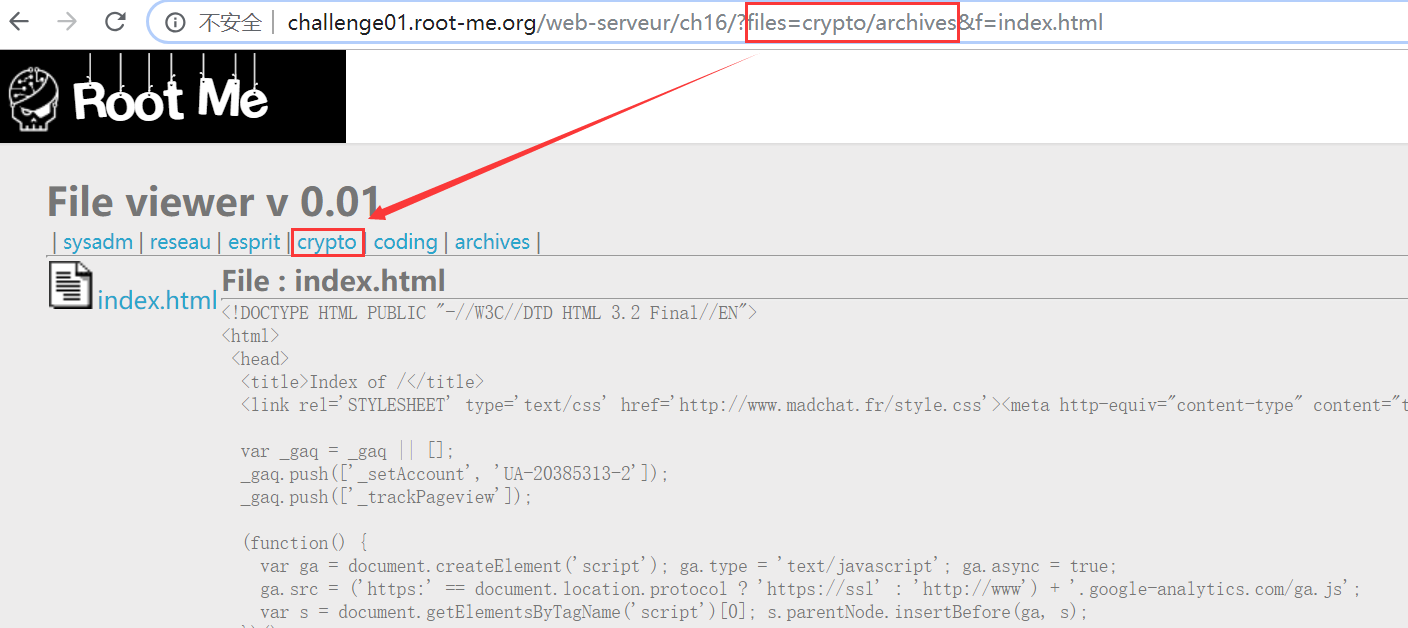 不安全 | challenge01.root-me.org/web-serveur/ch16/?files=crypto/archives&f=index.html
Root Me
File viewer v 0.01
| sysadm | reseau | esprit | crypto | coding | archives |
index.html
File : index.html
<!DOCTYPE HTML PUBLIC "-//W3C//DTD HTML 3.2 Final//EN">
<html>
<head>
<title>Index of /</title>
<link rel='STYLESHEET' type='text/css' href='http://www.madchat.fr/style.css'><meta http-equiv="content-type" content="t
var _gaq = _gaq || [];
_gaq.push(['_setAccount', 'UA-20385313-2']);
_gaq.push(['_trackPageview']);
(function() {
var ga = document.createElement('script'); ga.type = 'text/javascript'; ga.async = true;
ga.src = ('https:' == document.location.protocol ? 'https://ssl' : 'http://www') + '.google-analytics.com/ga.js';
var s = document.getElementsByTagName('script')[0]; s.parentNode.insertBefore(ga, s);